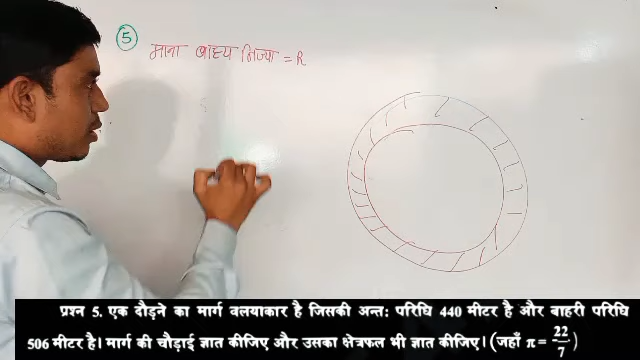 5
माना बाह्य त्रिज्या = R
प्रश्न 5. एक दौड़ने का मार्ग वलयाकार है जिसकी अन्त: परिधि 440 मीटर है और बाहरी परिधि
506 मीटर है। मार्ग की चौड़ाई ज्ञात कीजिए और उसका क्षेत्रफल भी ज्ञात कीजिए। (जहाँ π = 22/7)